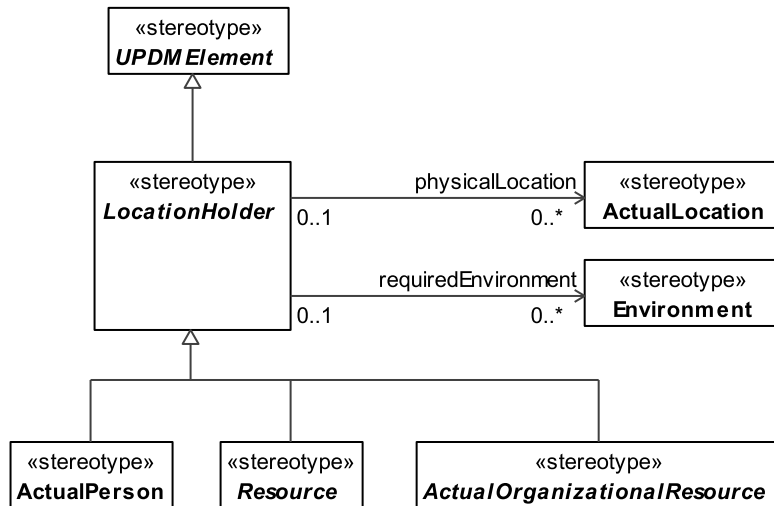 «stereotype»
UPDMElement
«stereotype»
LocationHolder
physicalLocation
0..1
0..*
«stereotype»
ActualLocation
requiredEnvironment
0..1
0..*
«stereotype»
Environment
«stereotype»
ActualPerson
«stereotype»
Resource
«stereotype»
ActualOrganizationalResource